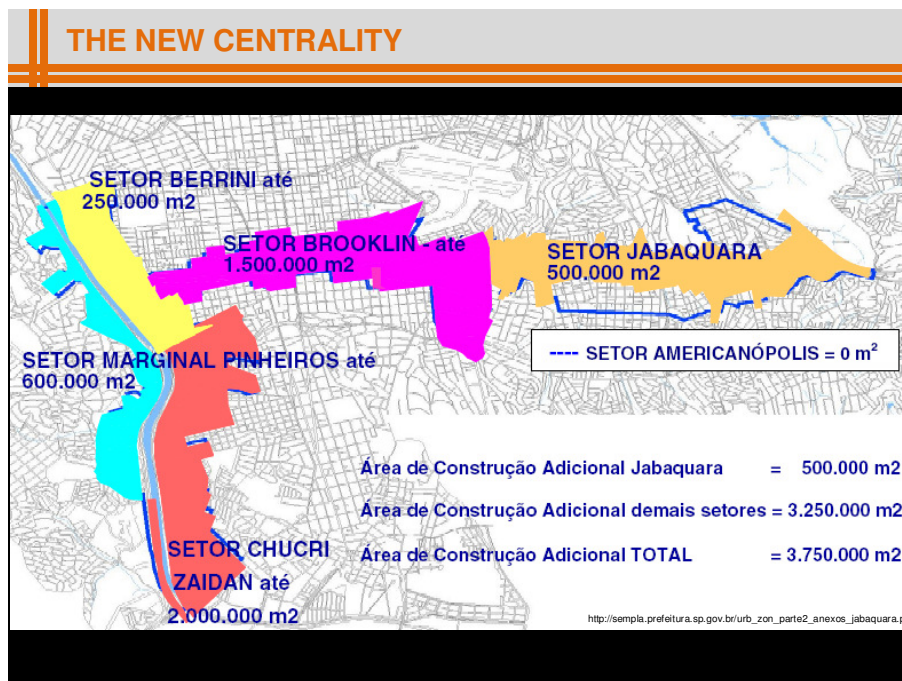 THE NEW CENTRALITY
SETOR BERRINI até
250.000 m2
SETOR BROOKLIN - até
1.500.000 m2
SETOR JABAQUARA
500.000 m2
SETOR AMERICANÓPOLIS = 0 m²
SETOR MARGINAL PINHEIROS até
600.000 m2
Área de Construção Adicional Jabaquara = 500.000 m2
Área de Construção Adicional demais setores = 3.250.000 m2
Área de Construção Adicional TOTAL = 3.750.000 m2
SETOR CHUCRI
ZAIDAN até
2.000.000 m2
http://sempla.prefeitura.sp.gov.br/urb_zon_parte2_anexos_jabaquara.p